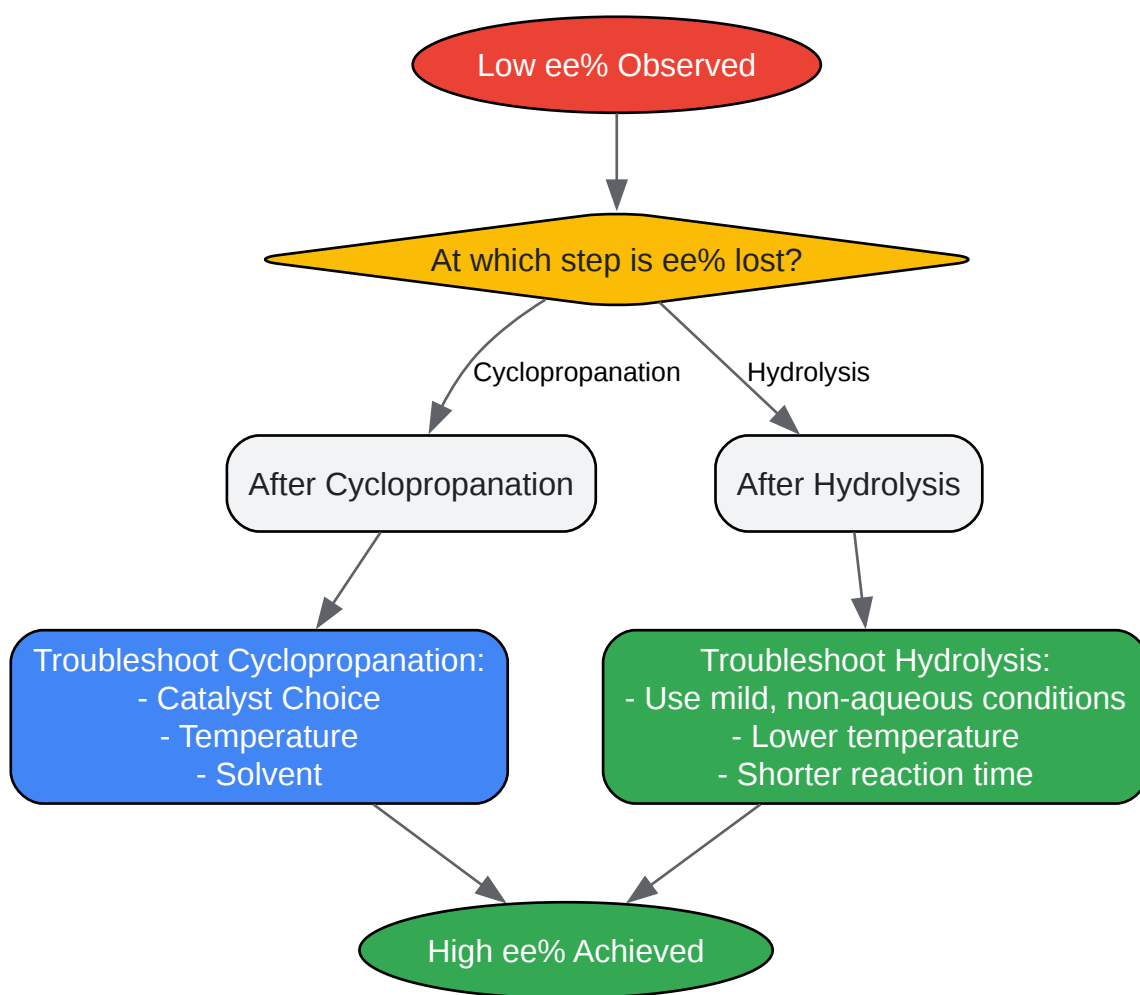 Low ee% Observed
At which step is ee% lost?
Cyclopropanation
Hydrolysis
After Cyclopropanation
After Hydrolysis
Troubleshoot Cyclopropanation:
- Catalyst Choice
- Temperature
- Solvent
Troubleshoot Hydrolysis:
- Use mild, non-aqueous conditions
- Lower temperature
- Shorter reaction time
High ee% Achieved